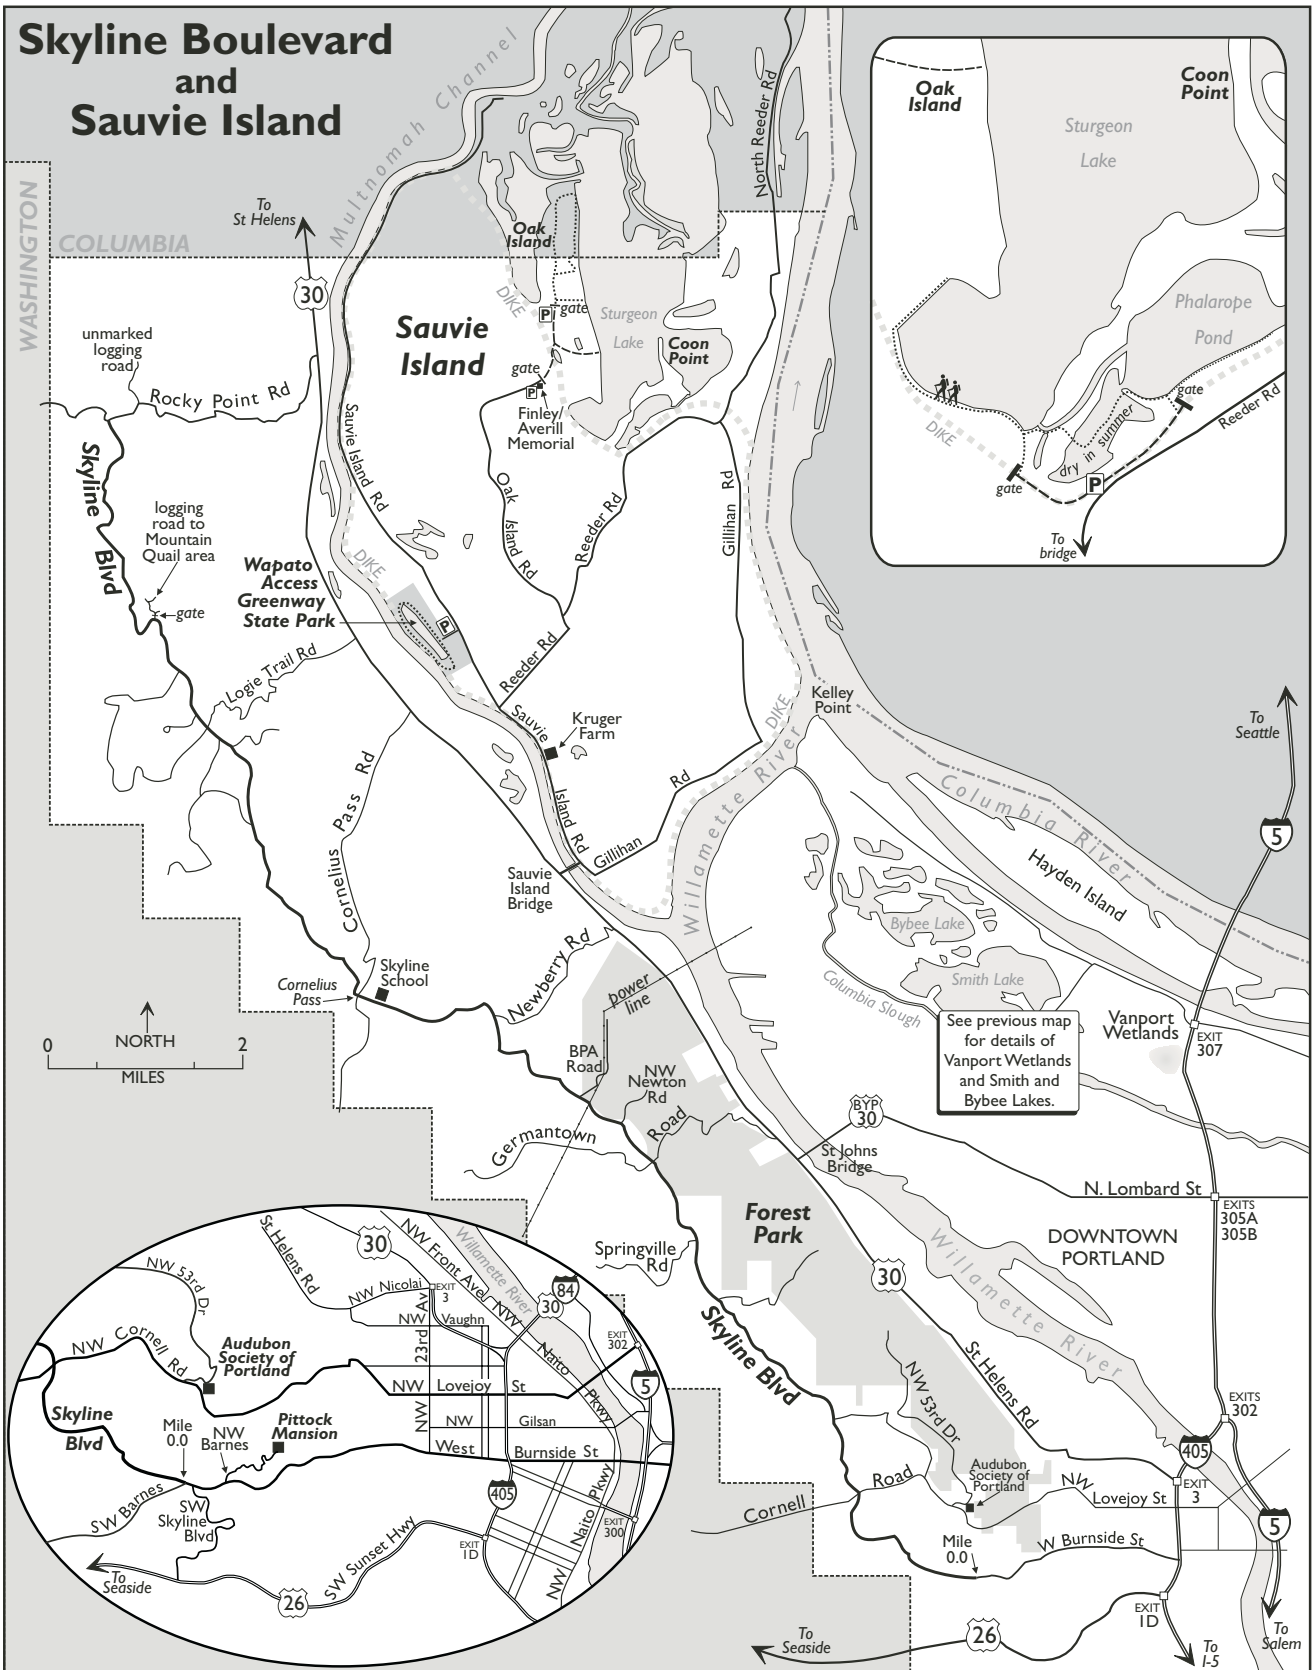 Skyline Boulevard
and
Sauvie Island
Multnomah Channel
North Reeder Rd
Oak
Island
Coon
Point
Sturgeon
Lake
Phalarope
Pond
gate
Reeder Rd
dry in summer
DIKE
gate
P
To
bridge
WASHINGTON
COLUMBIA
To
St Helens
30
Oak
Island
DIKE
P
gate
Sturgeon
Lake
Coon
Point
Sauvie
Island
gate
P
Finley/
Averill
Memorial
unmarked
logging
road
Rocky Point Rd
Skyline Blvd
Sauvie Island Rd
Oak Island Rd
Reeder Rd
Gillihan Rd
logging
road to
Mountain
Quail area
gate
DIKE
Wapato
Access
Greenway
State Park
P
Logie Trail Rd
Reeder Rd
Sauvie Island Rd
Kruger
Farm
DIKE
Kelley
Point
To
Seattle
5
Cornelius Pass Rd
Gillihan Rd
Willamette River
Columbia River
Hayden Island
Sauvie
Island
Bridge
Bybee Lake
Smith Lake
Columbia Slough
Newberry Rd
power
line
Cornelius
Pass
Skyline
School
See previous map
for details of
Vanport Wetlands
and Smith and
Bybee Lakes.
Vanport
Wetlands
EXIT
307
NORTH
0 2
MILES
BPA
Road
NW
Newton
Rd
Germantown Road
BYP
30
St Johns
Bridge
N. Lombard St
EXITS
305A
305B
DOWNTOWN
PORTLAND
Forest
Park
Springville
Rd
30
Willamette River
Skyline Blvd
St Helens Rd
NW 53rd Dr
EXITS
302
405
Audubon
Society of
Portland
NW
Lovejoy St
EXIT
3
5
Cornell Road
Mile
0.0
W Burnside St
EXIT
1D
26
To
Seaside
To
I-5
To
Salem
St Helens Rd
30
NW Front Ave
Willamette River
NW 53rd Dr
NW Nicolai
EXIT
3
84
30
NW Cornell Rd
NW Vaughn
23rd Av
NW
NW Naito Pkwy
EXIT
302
Audubon
Society of
Portland
NW Lovejoy St
5
Skyline
Blvd
Mile
0.0
NW
Barnes
Pittock
Mansion
NW Gilsan
West Burnside St
SW Barnes
SW
Skyline
Blvd
405
NW Naito Pkwy
EXIT
300
EXIT
1D
SW Sunset Hwy
26
To
Seaside